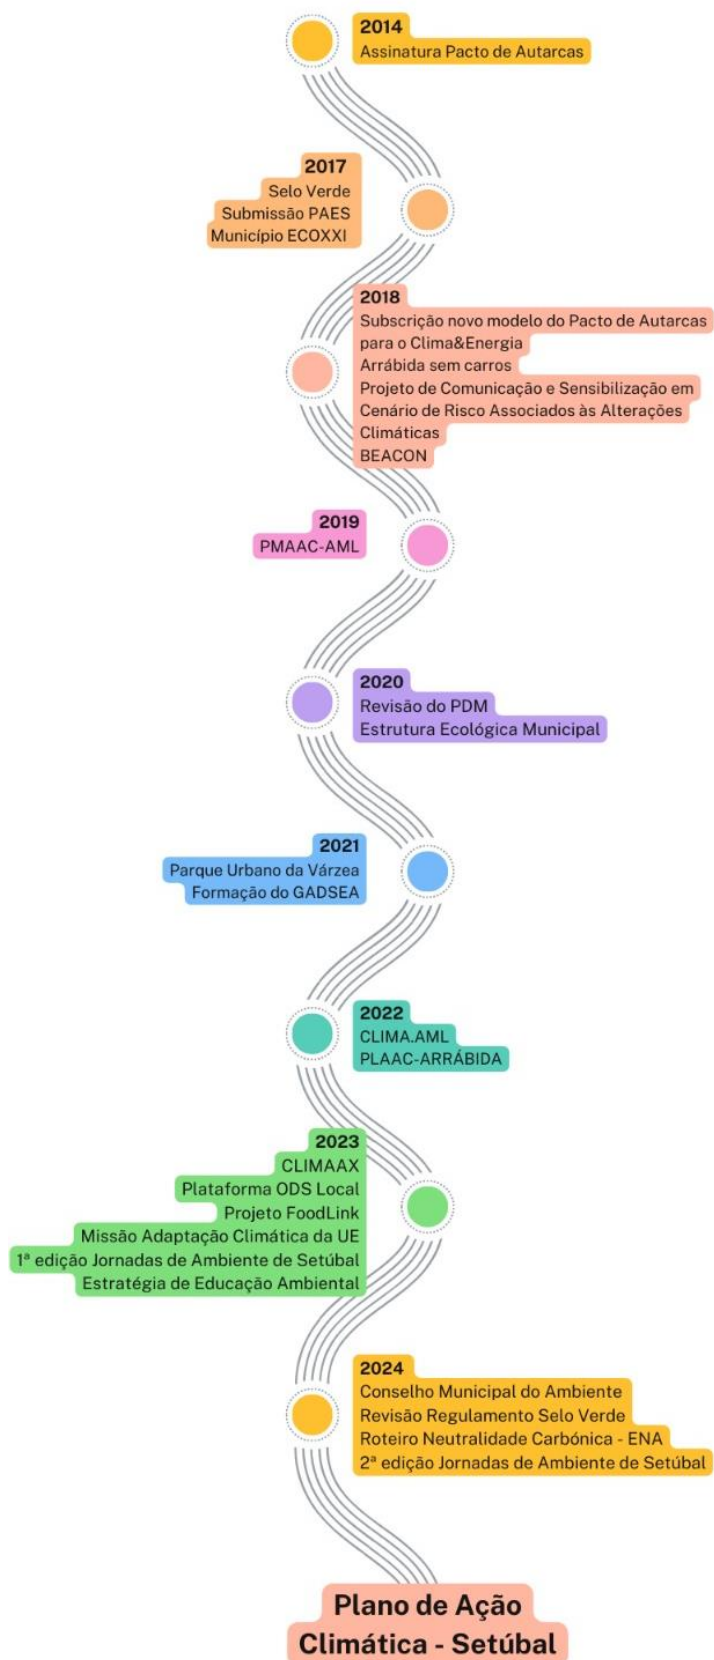 2014
Assinatura Pacto de Autarcas
2017
Selo Verde
Submissão PAES
Município ECOXXI
2018
Subscrição novo modelo do Pacto de Autarcas
para o Clima&Energia
Arrábida sem carros
Projeto de Comunicação e Sensibilização em
Cenário de Risco Associados às Alterações
Climáticas
BEACON
2019
PMAAC-AML
2020
Revisão do PDM
Estrutura Ecológica Municipal
2021
Parque Urbano da Várzea
Formação do GADSEA
2022
CLIMA.AML
PLAAC-ARRÁBIDA
2023
CLIMAAX
Plataforma ODS Local
Projeto FoodLink
Missão Adaptação Climática da UE
1ª edição Jornadas de Ambiente de Setúbal
Estratégia de Educação Ambiental
2024
Conselho Municipal do Ambiente
Revisão Regulamento Selo Verde
Roteiro Neutralidade Carbónica - ENA
2ª edição Jornadas de Ambiente de Setúbal
Plano de Ação
Climática - Setúbal